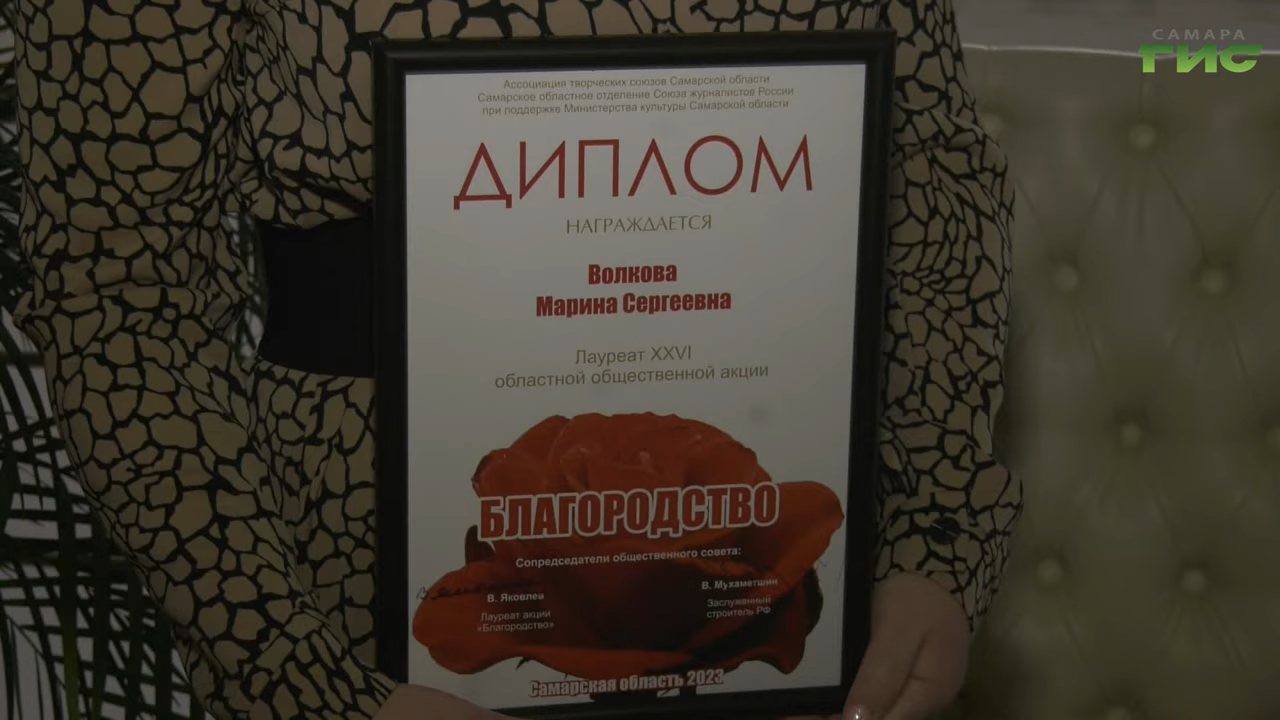 САМАРА
ГИС
Ассоциация творческих союзов Самарской области
Самарское областное отделение Союза журналистов России
при поддержке Министерства культуры Самарской области
ДИПЛОМ
НАГРАЖДАЕТСЯ
Волкова
Марина Сергеевна
Лауреат XXVI
областной общественной акции
БЛАГОРОДСТВО
Сопредседатели общественного совета:
В. Яковлев
Лауреат акции
«Благородство»
В. Мухаметшин
Заслуженный
строитель РФ
Самарская область 2023